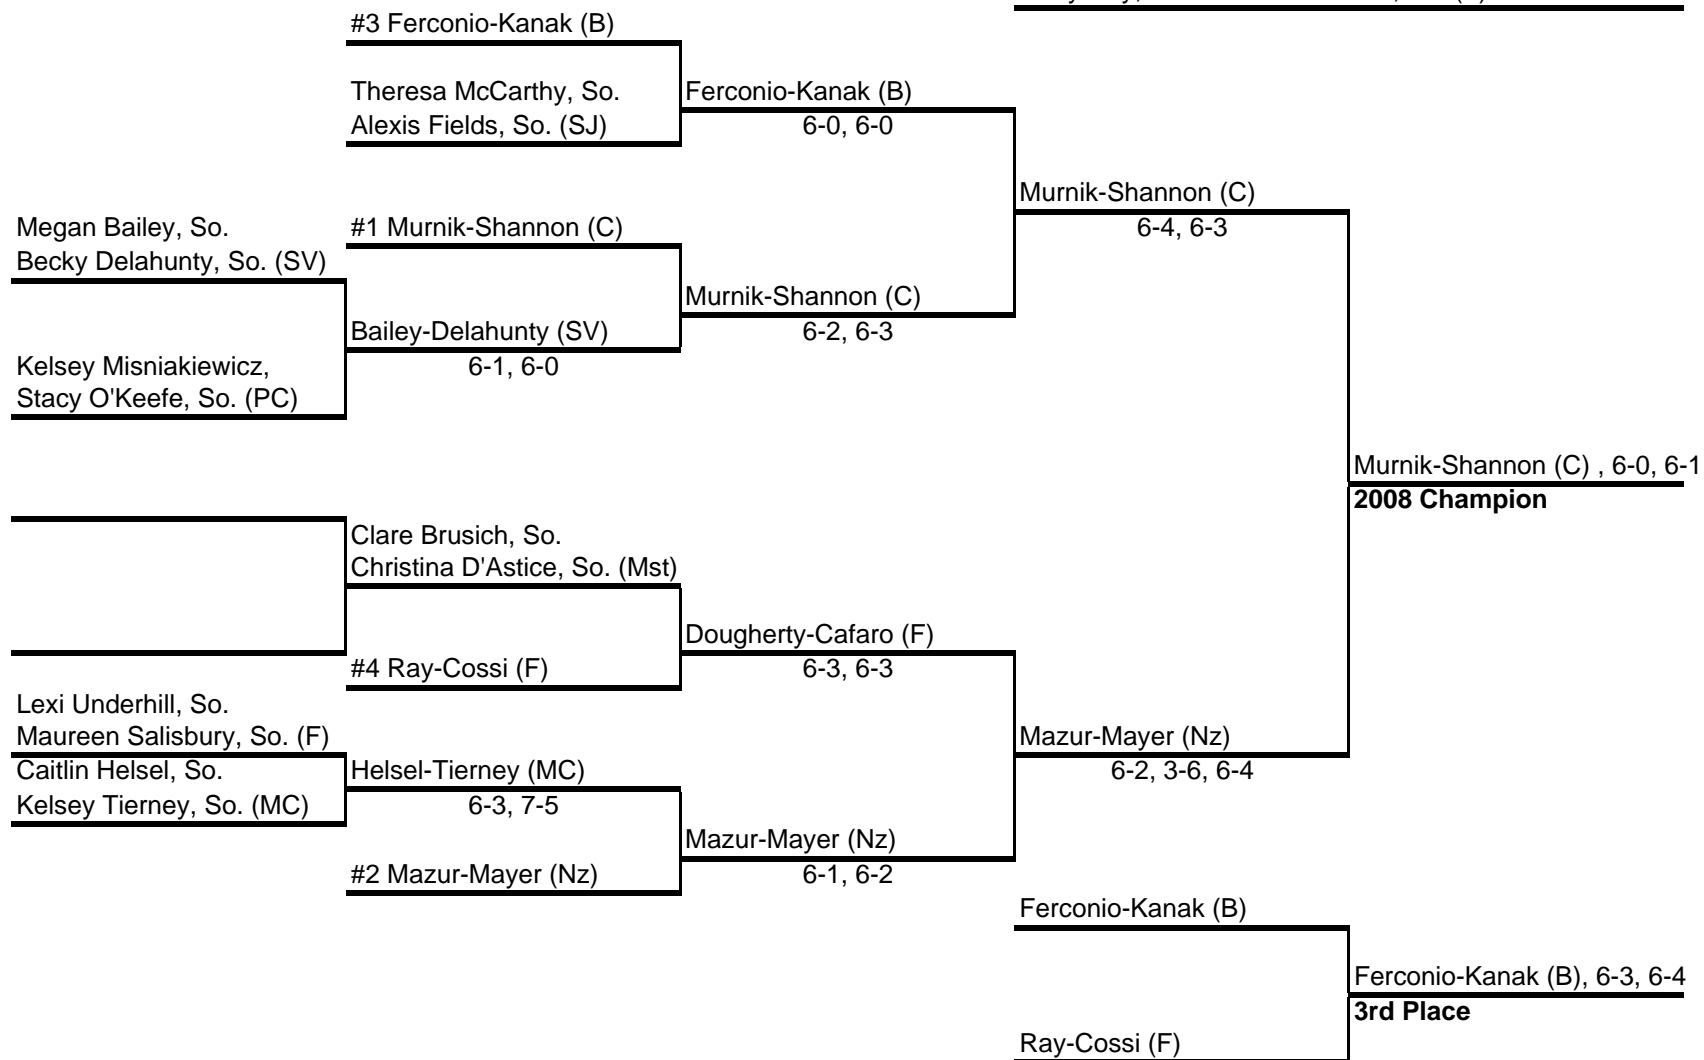 #3 Ferconio-Kanak (B)
Theresa McCarthy, So.
Alexis Fields, So. (SJ)
Ferconio-Kanak (B)
6-0, 6-0
Murnik-Shannon (C)
6-4, 6-3
Megan Bailey, So.
Becky Delahunty, So. (SV)
#1 Murnik-Shannon (C)
Murnik-Shannon (C)
6-2, 6-3
Bailey-Delahunty (SV)
6-1, 6-0
Kelsey Misniakiewicz,
Stacy O'Keefe, So. (PC)
Murnik-Shannon (C) , 6-0, 6-1
2008 Champion
Clare Brusich, So.
Christina D'Astice, So. (Mst)
Dougherty-Cafaro (F)
6-3, 6-3
#4 Ray-Cossi (F)
Lexi Underhill, So.
Maureen Salisbury, So. (F)
Mazur-Mayer (Nz)
6-2, 3-6, 6-4
Caitlin Helsel, So.
Kelsey Tierney, So. (MC)
Helsel-Tierney (MC)
6-3, 7-5
Mazur-Mayer (Nz)
6-1, 6-2
#2 Mazur-Mayer (Nz)
Ferconio-Kanak (B)
Ferconio-Kanak (B), 6-3, 6-4
3rd Place
Ray-Cossi (F)